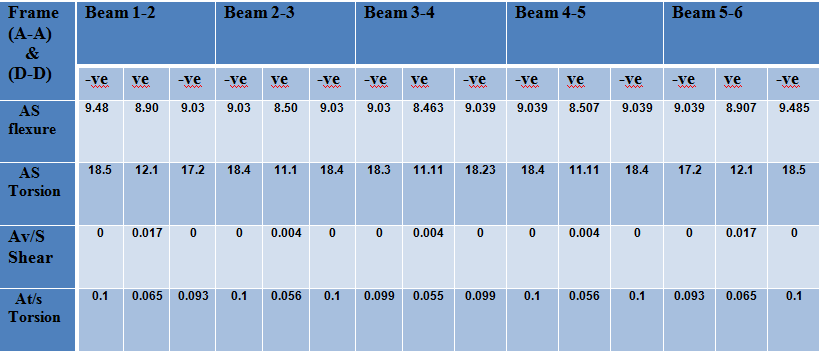 Frame (A-A) & (D-D) Beam 1-2 Beam 2-3 Beam 3-4 Beam 4-5 Beam 5-6
-ve ve -ve -ve ve -ve -ve ve -ve -ve ve -ve -ve ve -ve
AS flexure 9.48 8.90 9.03 9.03 8.50 9.03 9.03 8.463 9.039 9.039 8.507 9.039 9.039 8.907 9.485
AS Torsion 18.5 12.1 17.2 18.4 11.1 18.4 18.3 11.11 18.23 18.4 11.11 18.4 17.2 12.1 18.5
Av/S Shear 0 0.017 0 0 0.004 0 0 0.004 0 0 0.004 0 0 0.017 0
At/s Torsion 0.1 0.065 0.093 0.1 0.056 0.1 0.099 0.055 0.099 0.1 0.056 0.1 0.093 0.065 0.1